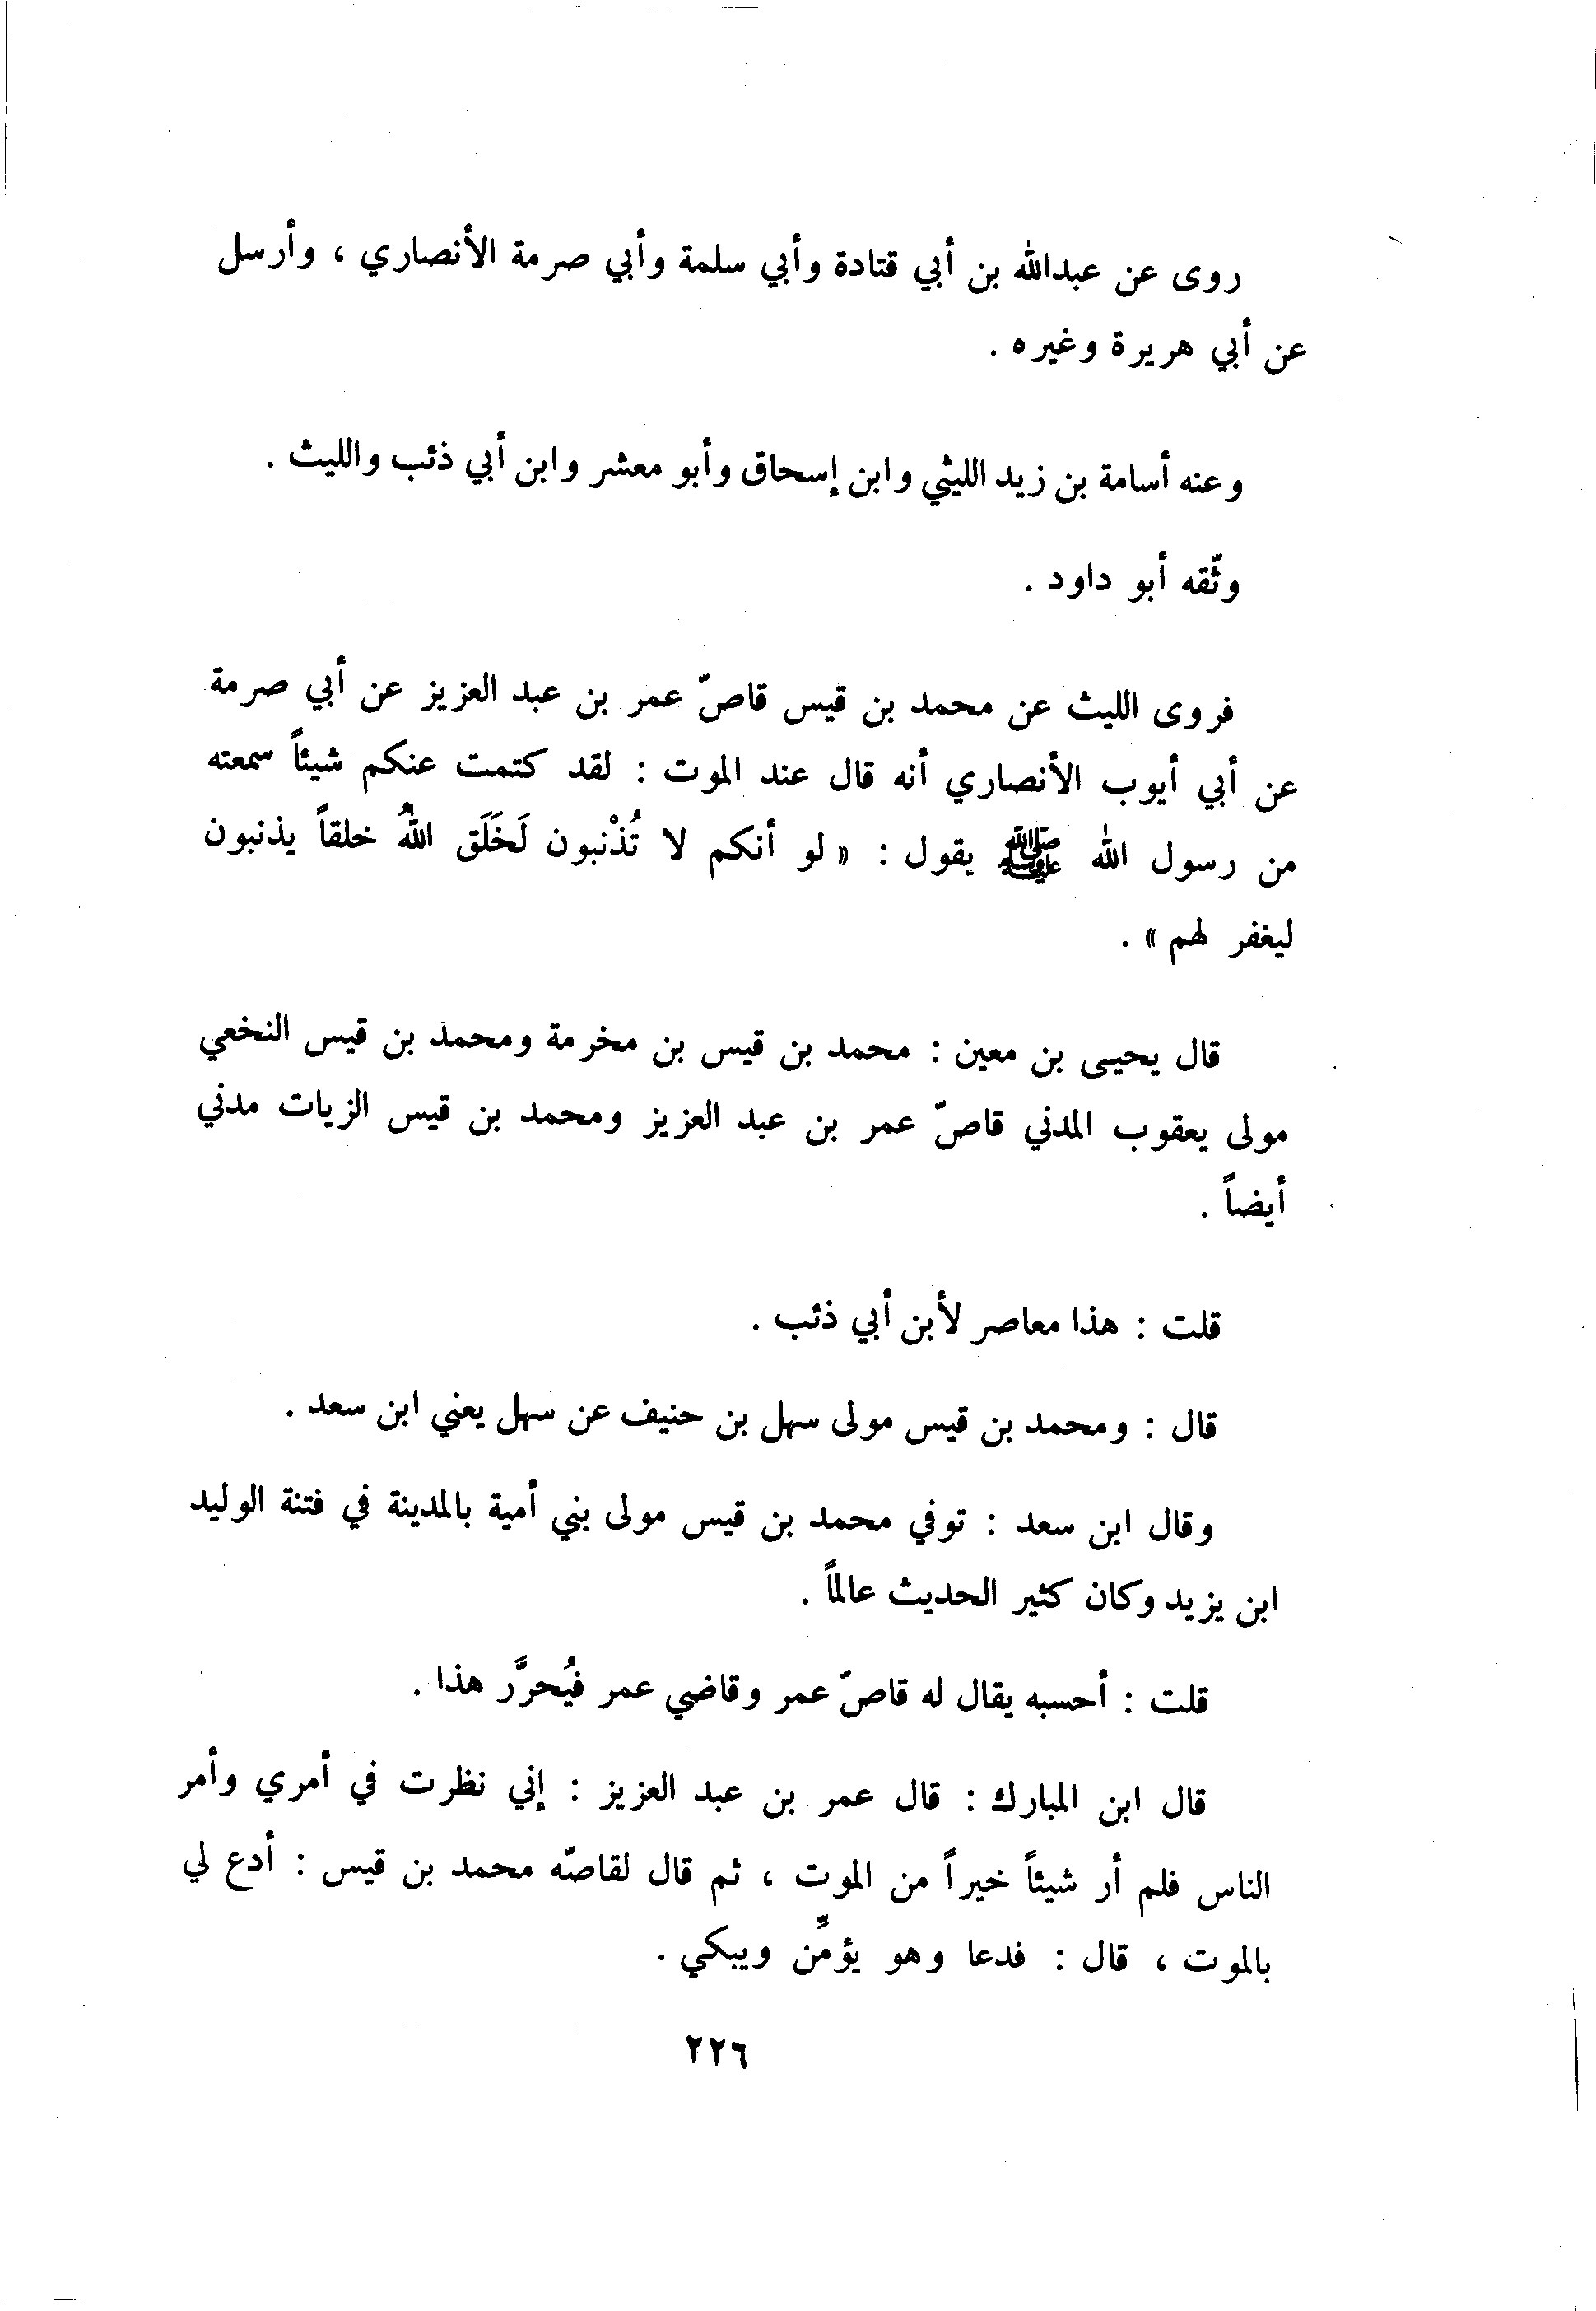 روى عن عبدالله بن أبي قتادة وأبي سلمة وأبي صرمة الأنصاري ، وأرسل
عن أبي هريرة وغيره .
وعنه أسامة بن زيد الليثي وابن إسحاق وأبو معشر وابن أبي ذئب والليث .
وثّقه أبو داود .
فروى الليث عن محمد بن قيس قاصّ عمر بن عبد العزيز عن أبي صرمة
عن أبي أيوب الأنصاري أنه قال عند الموت : لقد كتمت عنكم شيئاً سمعته
من رسول الله ﷺ يقول : « لو أنكم لا تُذْنبون لَخَلَق اللهُ خلقاً يذنبون
ليغفر لهم » .
قال يحيى بن معين : محمد بن قيس بن مخرمة ومحمد بن قيس النخعي
مولى يعقوب المدني قاصّ عمر بن عبد العزيز ومحمد بن قيس الزيات مدني
أيضاً .
قلت : هذا معاصر لأبن أبي ذئب .
قال : ومحمد بن قيس مولى سهل بن حنيف عن سهل يعني ابن سعد .
وقال ابن سعد : توفي محمد بن قيس مولى بني أمية بالمدينة في فتنة الوليد
ابن يزيد وكان كثير الحديث عالماً .
قلت : أحسبه يقال له قاصّ عمر وقاضي عمر فيُحرَّر هذا .
قال ابن المبارك : قال عمر بن عبد العزيز : إني نظرت في أمري وأمر
الناس فلم أر شيئاً خيراً من الموت ، ثم قال لقاصّه محمد بن قيس : أدع لي
بالموت ، قال : فدعا وهو يؤمِّن ويبكي .
٢٢٦